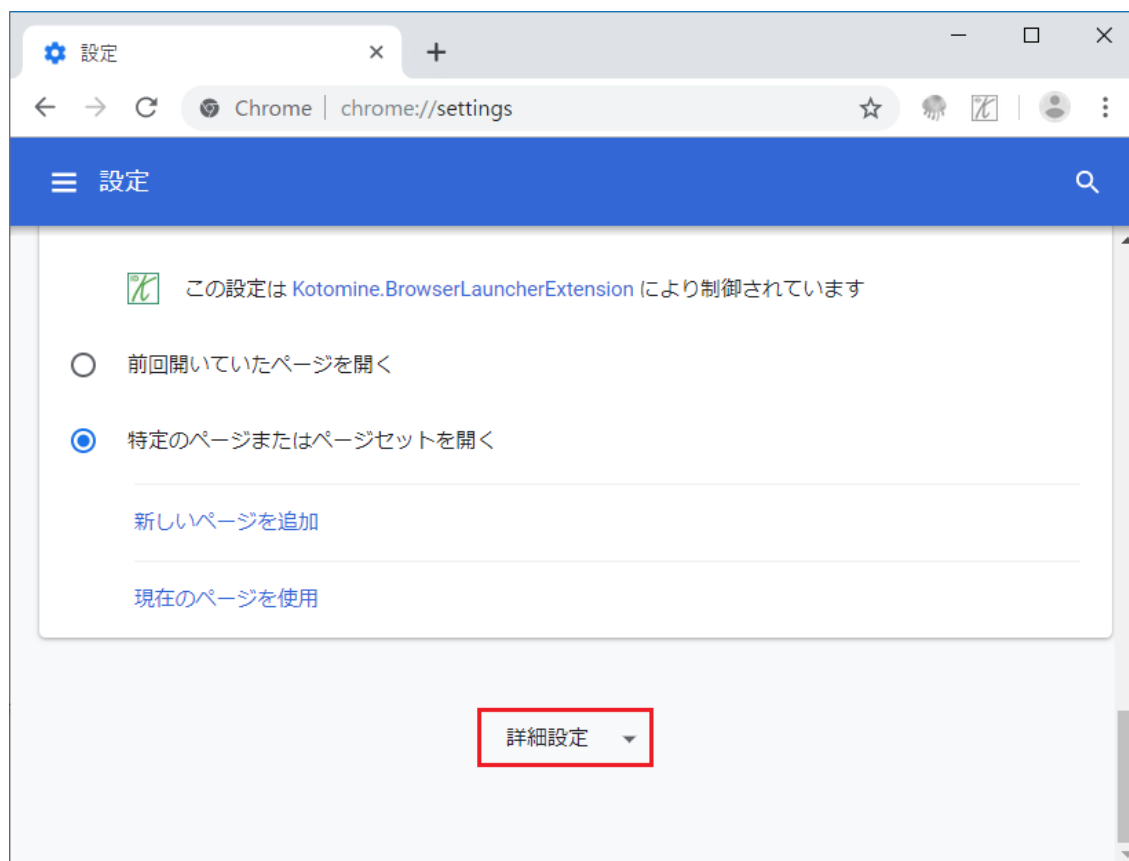 設定
Chrome | chrome://settings
設定
この設定は Kotomine.BrowserLauncherExtension により制御されています
前回開いていたページを開く
特定のページまたはページセットを開く
新しいページを追加
現在のページを使用
詳細設定